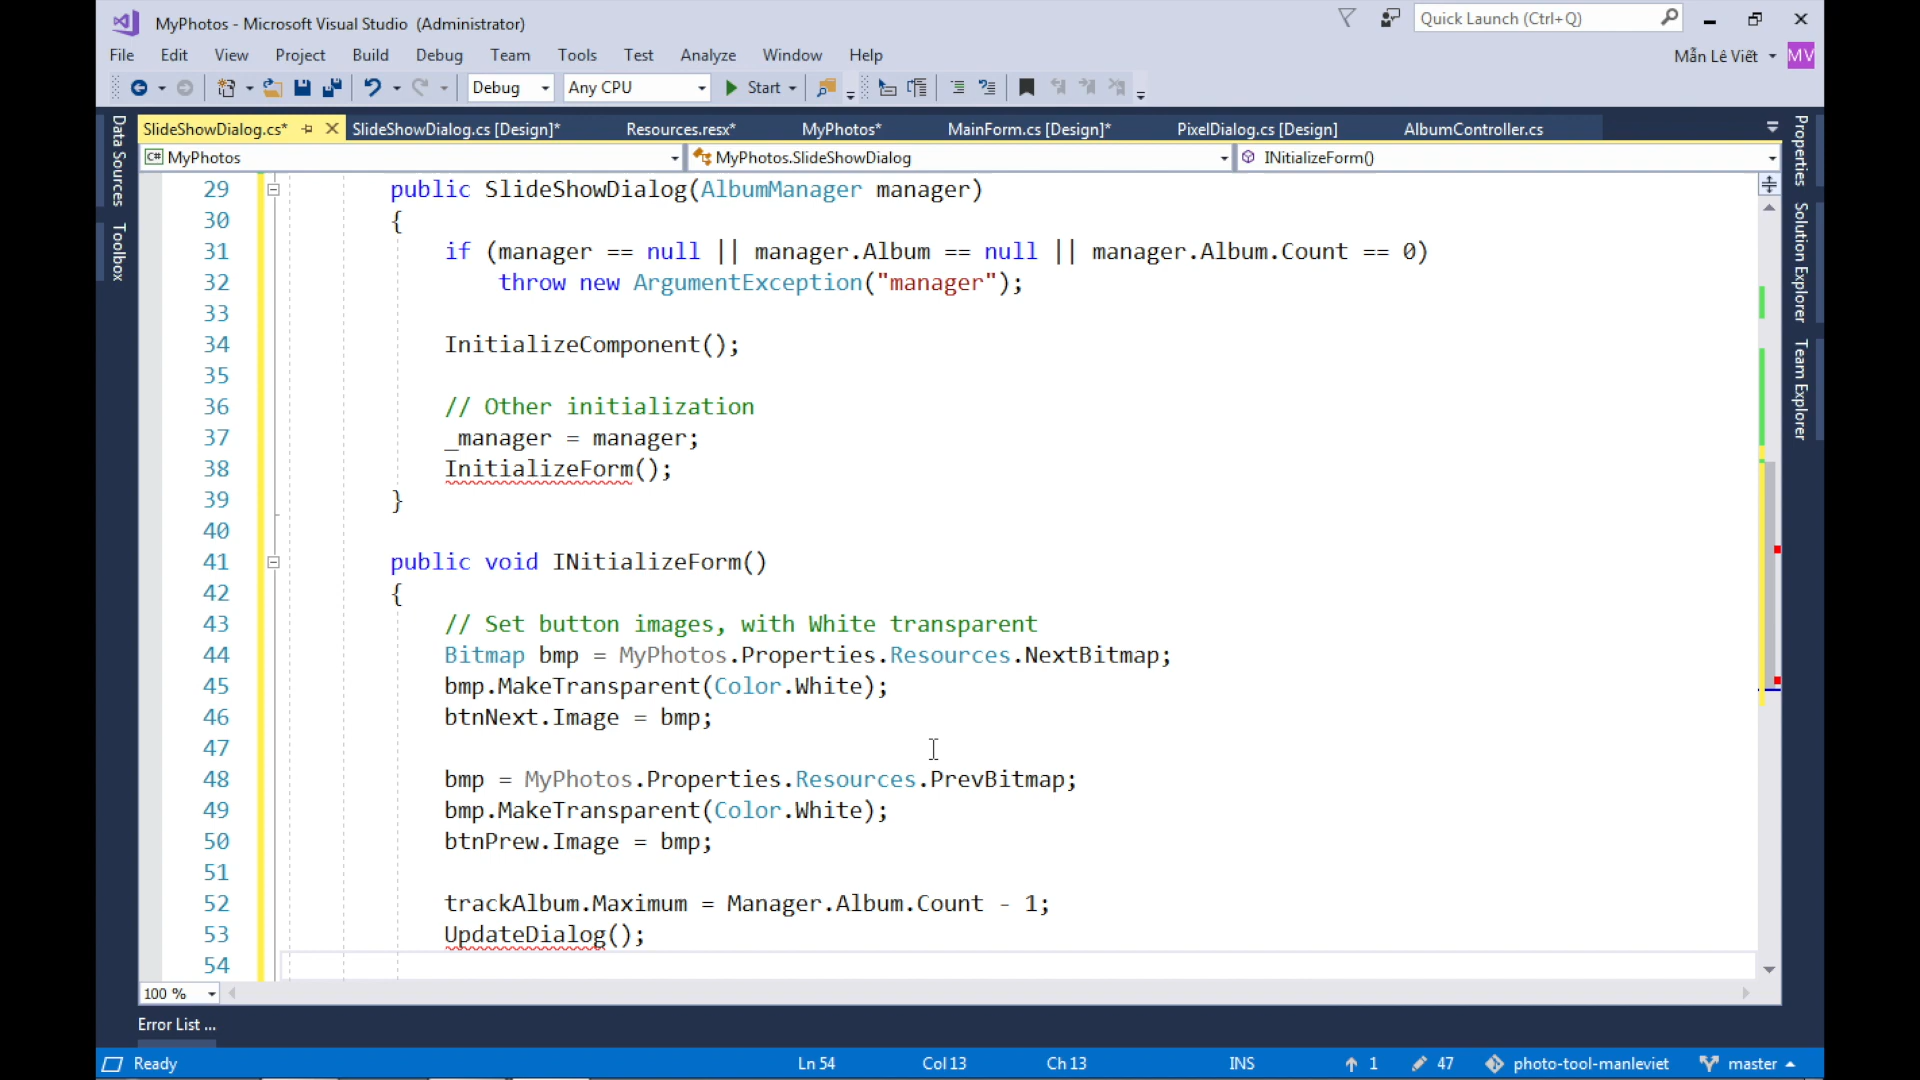 MyPhotos - Microsoft Visual Studio (Administrator)
Quick Launch (Ctrl+Q)
File Edit View Project Build Debug Team Tools Test Analyze Window Help
Mẫn Lê Viết
MV
Debug
Any CPU
Start
Data Sources
Toolbox
SlideShowDialog.cs*
SlideShowDialog.cs [Design]*
Resources.resx*
MyPhotos*
MainForm.cs [Design]*
PixelDialog.cs [Design]
AlbumController.cs
C# MyPhotos
MyPhotos.SlideShowDialog
INitializeForm()
29 public SlideShowDialog(AlbumManager manager)
30 {
31 if (manager == null || manager.Album == null || manager.Album.Count == 0)
32 throw new ArgumentException("manager");
33
34 InitializeComponent();
35
36 // Other initialization
37 _manager = manager;
38 InitializeForm();
39 }
40
41 public void INitializeForm()
42 {
43 // Set button images, with White transparent
44 Bitmap bmp = MyPhotos.Properties.Resources.NextBitmap;
45 bmp.MakeTransparent(Color.White);
46 btnNext.Image = bmp;
47
48 bmp = MyPhotos.Properties.Resources.PrevBitmap;
49 bmp.MakeTransparent(Color.White);
50 btnPrew.Image = bmp;
51
52 trackAlbum.Maximum = Manager.Album.Count - 1;
53 UpdateDialog();
54
Properties
Solution Explorer
Team Explorer
100 %
Error List ...
Ready
Ln 54
Col 13
Ch 13
INS
1
47
photo-tool-manleviet
master